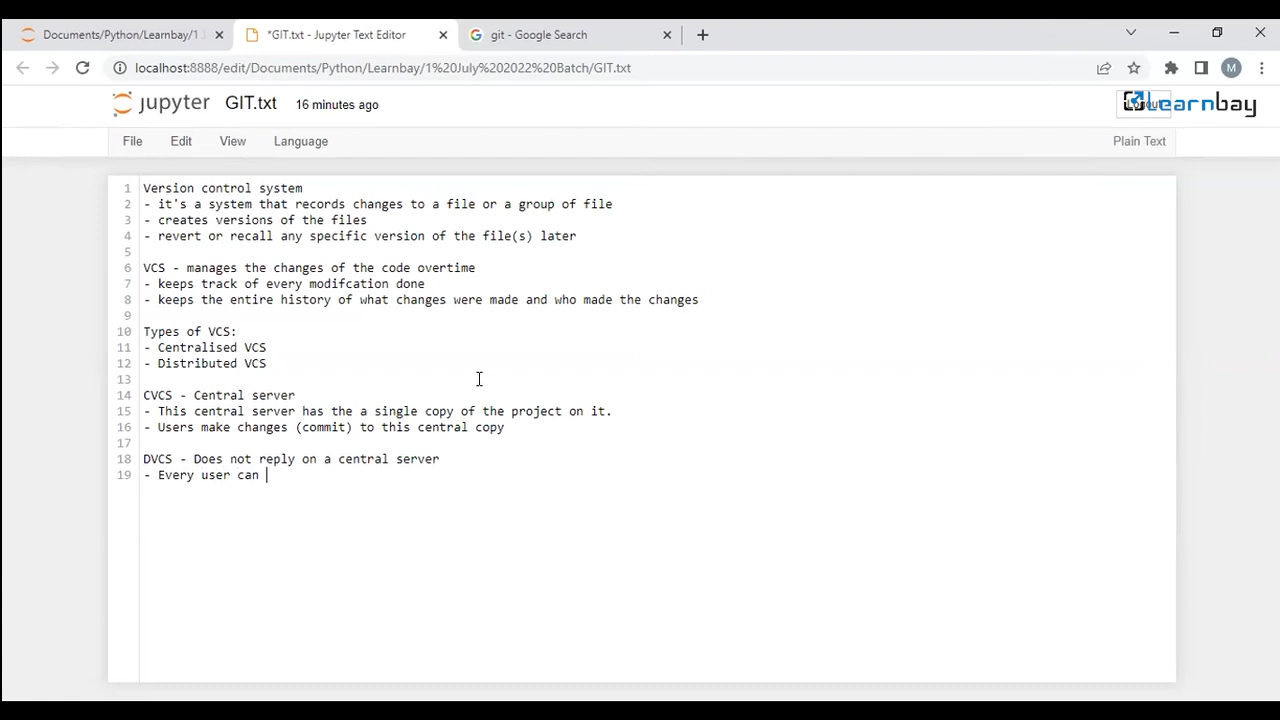 Documents/Python/Learnbay/1 J
*GIT.txt - Jupyter Text Editor
git - Google Search
localhost:8888/edit/Documents/Python/Learnbay/1%20July%202022%20Batch/GIT.txt
M
jupyter GIT.txt 16 minutes ago
Learnbay
File Edit View Language
Plain Text
1 Version control system
2 - it's a system that records changes to a file or a group of file
3 - creates versions of the files
4 - revert or recall any specific version of the file(s) later
5
6 VCS - manages the changes of the code overtime
7 - keeps track of every modifcation done
8 - keeps the entire history of what changes were made and who made the changes
9
10 Types of VCS:
11 - Centralised VCS
12 - Distributed VCS
13
14 CVCS - Central server
15 - This central server has the a single copy of the project on it.
16 - Users make changes (commit) to this central copy
17
18 DVCS - Does not reply on a central server
19 - Every user can